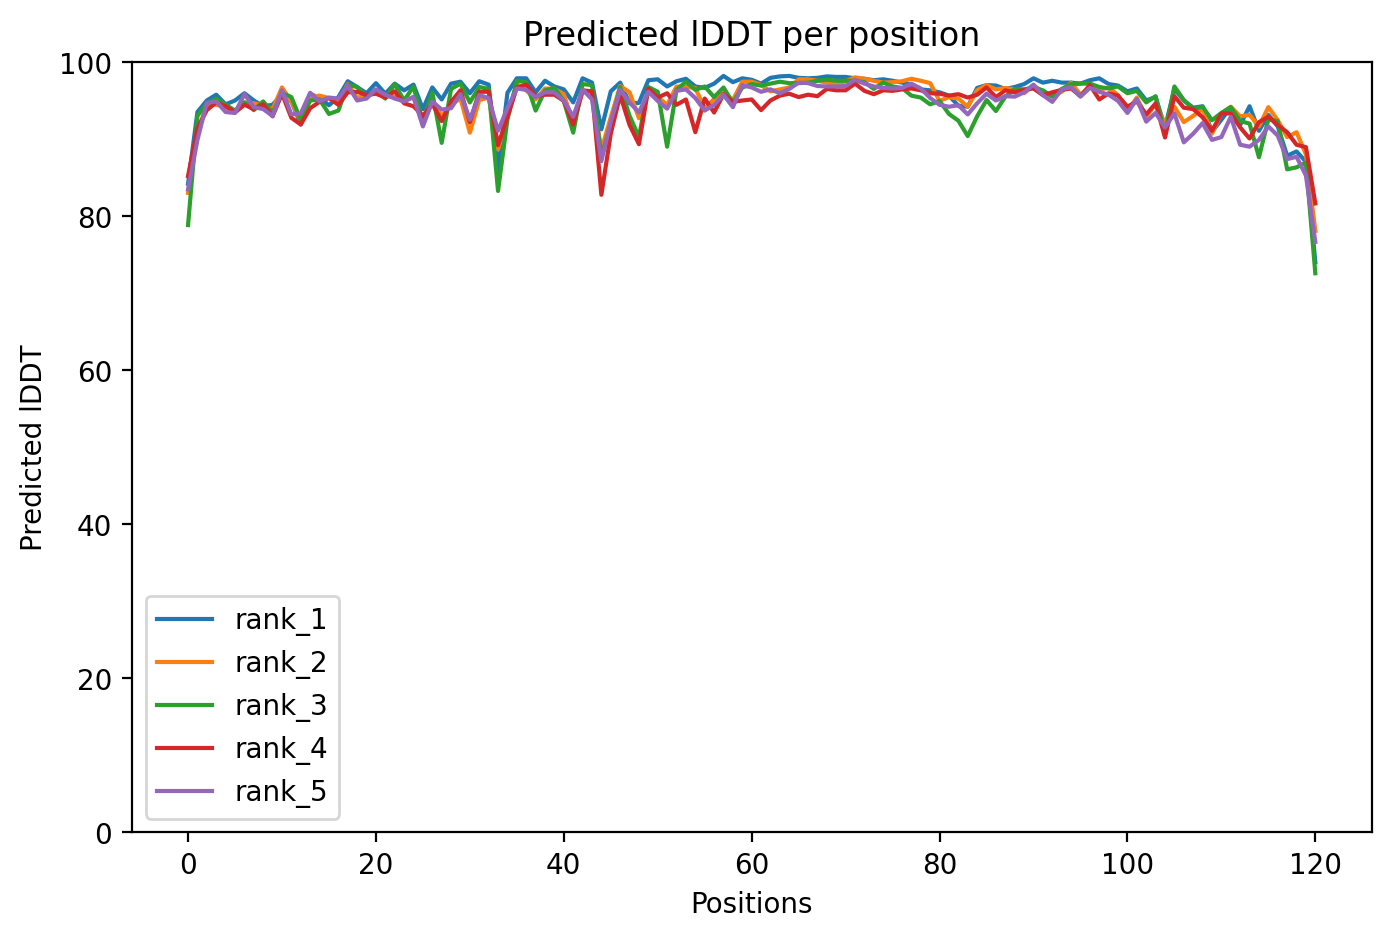 Predicted lDDT per position
100
80
60
40
20
0
Predicted lDDT
rank_1
rank_2
rank_3
rank_4
rank_5
0 20 40 60 80 100 120
Positions